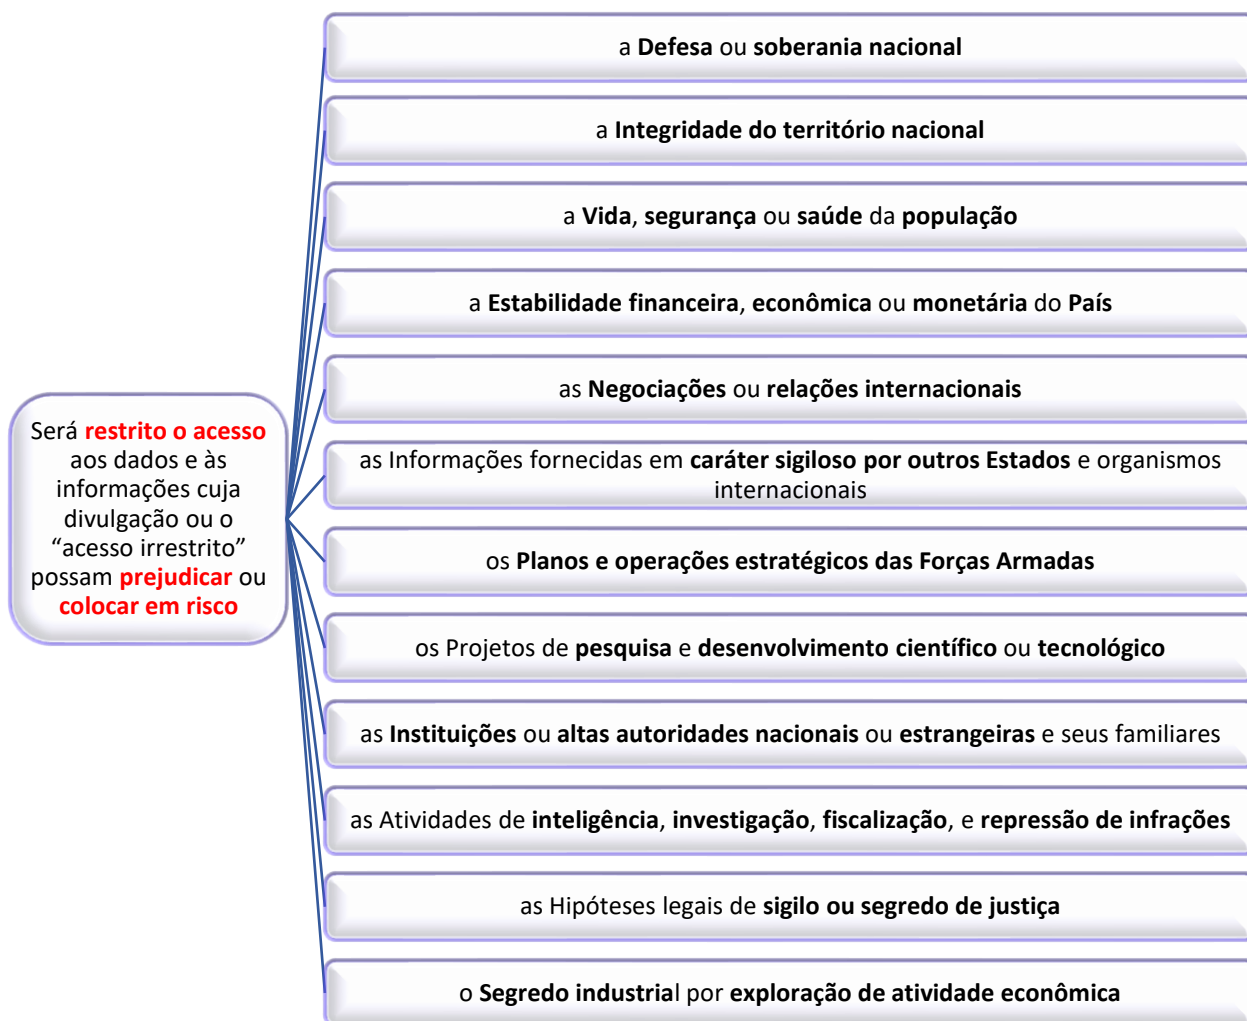 Será restrito o acesso
aos dados e às
informações cuja
divulgação ou o
“acesso irrestrito”
possam prejudicar ou
colocar em risco
a Defesa ou soberania nacional
a Integridade do território nacional
a Vida, segurança ou saúde da população
a Estabilidade financeira, econômica ou monetária do País
as Negociações ou relações internacionais
as Informações fornecidas em caráter sigiloso por outros Estados e organismos
internacionais
os Planos e operações estratégicos das Forças Armadas
os Projetos de pesquisa e desenvolvimento científico ou tecnológico
as Instituições ou altas autoridades nacionais ou estrangeiras e seus familiares
as Atividades de inteligência, investigação, fiscalização, e repressão de infrações
as Hipóteses legais de sigilo ou segredo de justiça
o Segredo industrial por exploração de atividade econômica